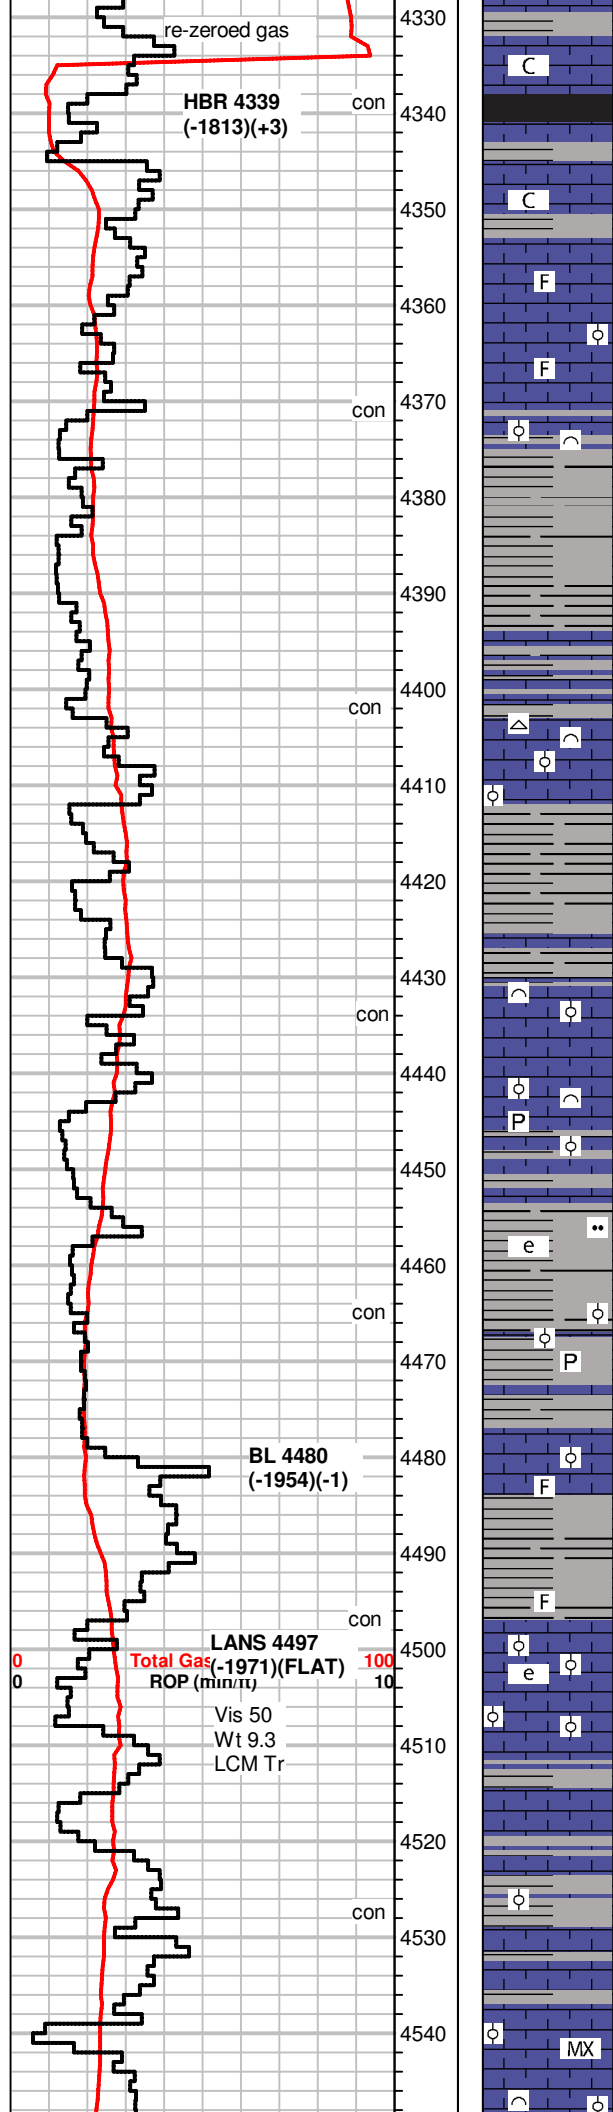 4330
re-zeroed gas
C
HBR 4339
(-1813)(+3)
con
4340
C
4350
F
4360
F
con
4370
4380
4390
4400
con
4410
4420
4430
con
4440
P
4450
e
4460
con
4470
P
BL 4480
(-1954)(-1)
4480
F
4490
F
con
LANS 4497
(-1971)(FLAT)
4500
0 Total Gas 100
0 ROP (min/ft) 10
e
Vis 50
Wt 9.3
LCM Tr
4510
4520
con
4530
4540
MX